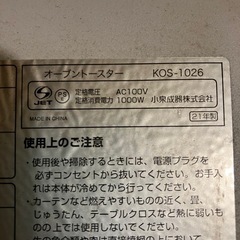 オーブントースター KOS-1026
JET PSE 定格電圧 AC100V
定格消費電力 1000W 小泉成器株式会社
MADE IN CHINA 21年製
使用上のご注意
・使用後や掃除するときには、電源プラグを
必ずコンセントから抜いてください。お手入
れは本体が冷めてから行ってください。
・カーテンなど燃えやすいものの近く、畳、
じゅうたん、テーブルクロスなど熱に弱いもの
の上では使用しないでください。